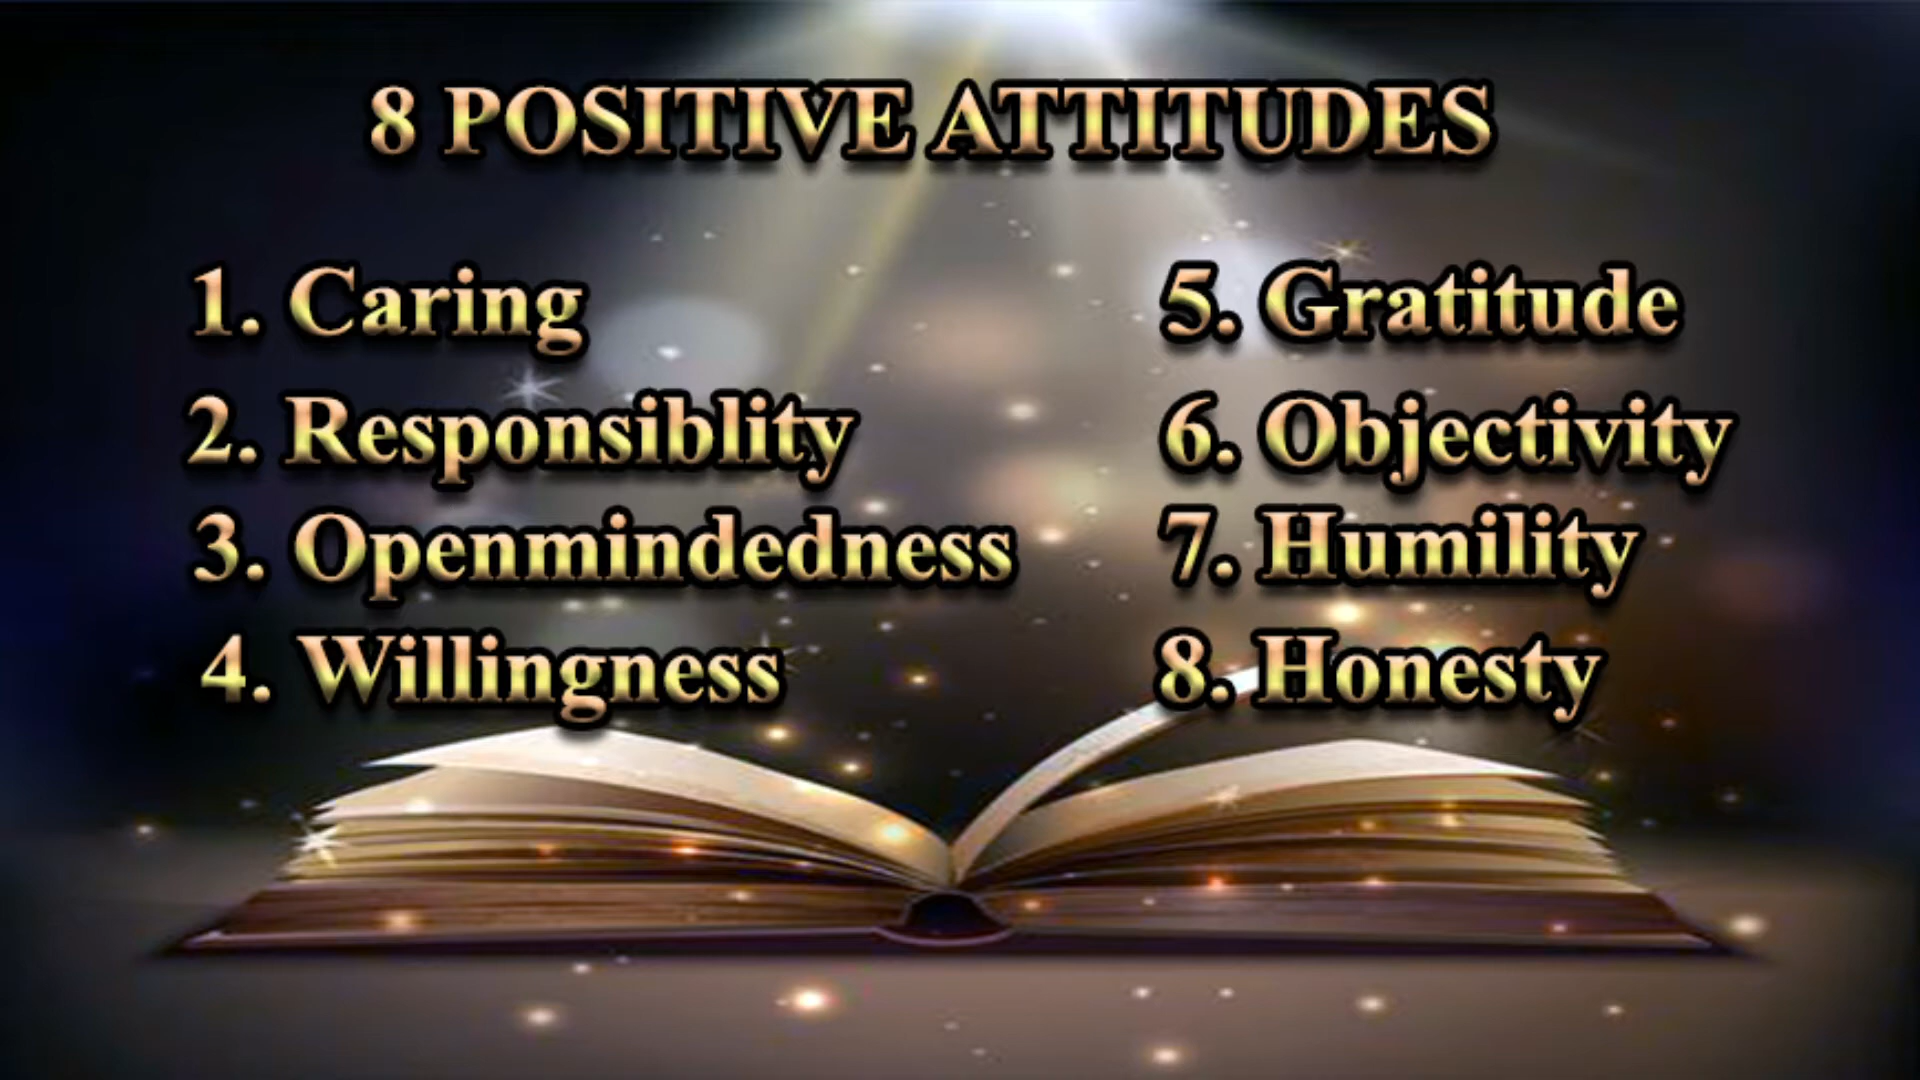 8 POSITIVE ATTITUDES
1. Caring
2. Responsiblity
3. Openmindedness
4. Willingness
5. Gratitude
6. Objectivity
7. Humility
8. Honesty